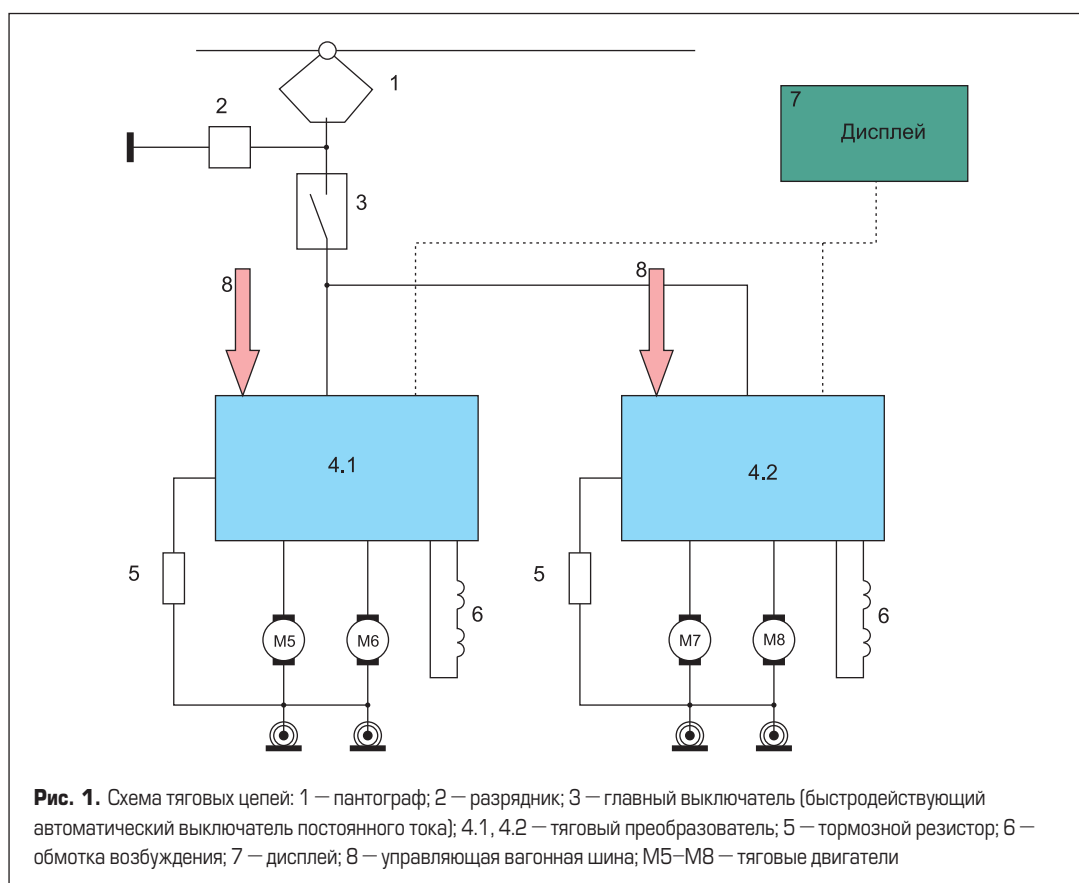 1
2
7
Дисплей
3
8
8
4.1
4.2
5
M5
M6
6
5
M7
M8
6
Рис. 1. Схема тяговых цепей: 1 — пантограф; 2 — разрядник; 3 — главный выключатель (быстродействующий
автоматический выключатель постоянного тока); 4.1, 4.2 — тяговый преобразователь; 5 — тормозной резистор; 6 —
обмотка возбуждения; 7 — дисплей; 8 — управляющая вагонная шина; М5–М8 — тяговые двигатели